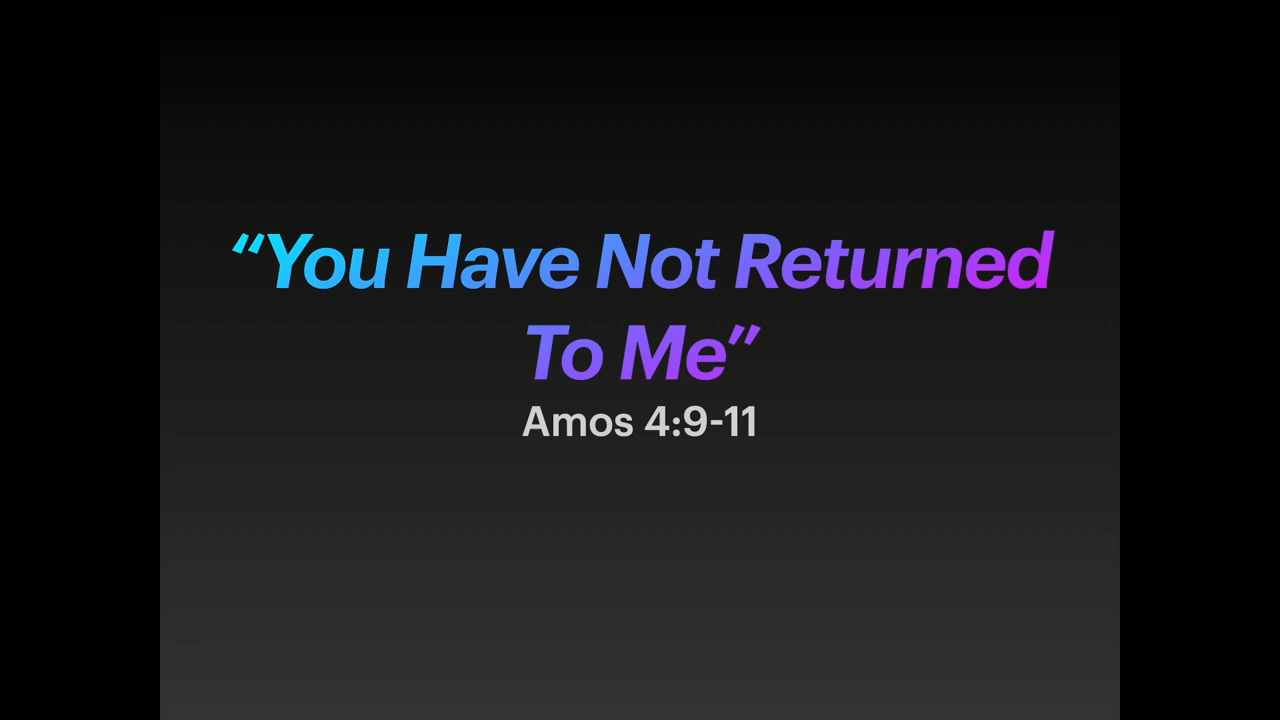 “You Have Not Returned
To Me”
Amos 4:9-11